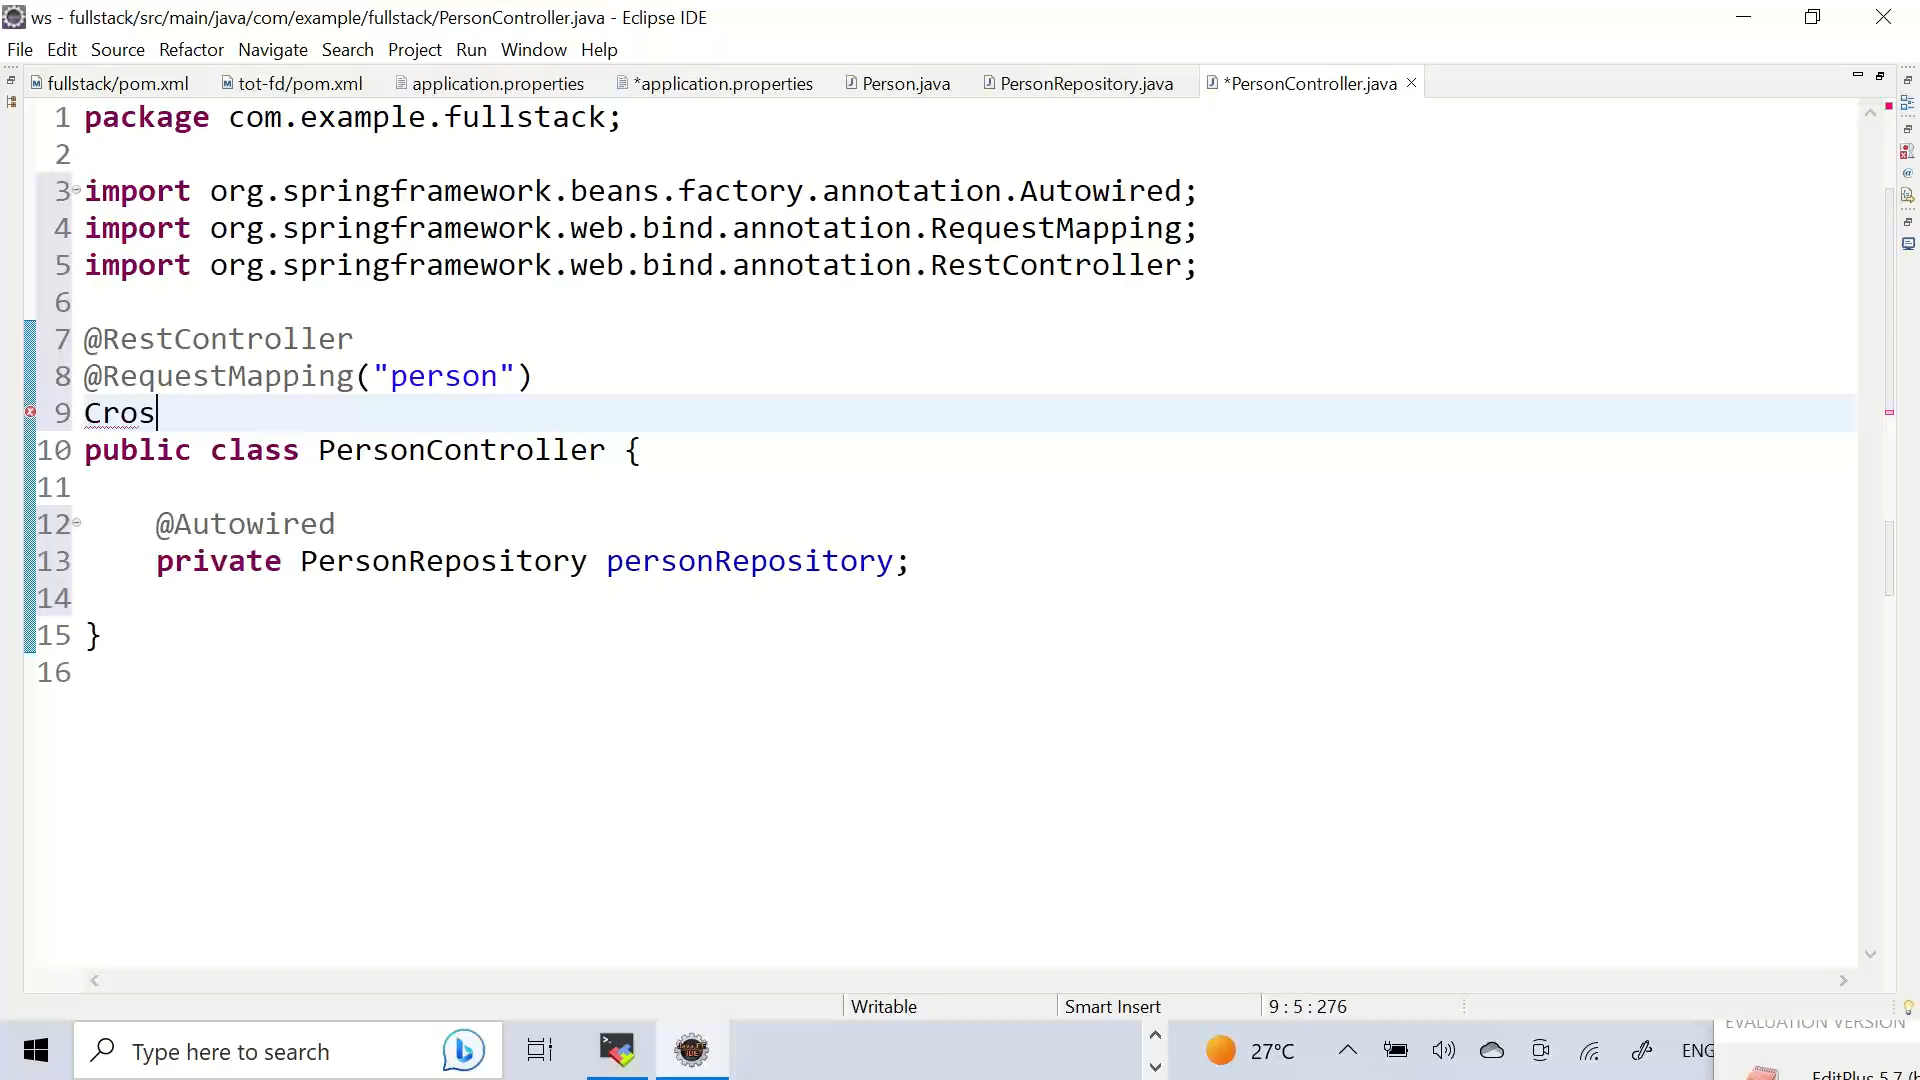 ws - fullstack/src/main/java/com/example/fullstack/PersonController.java - Eclipse IDE
File Edit Source Refactor Navigate Search Project Run Window Help
fullstack/pom.xml tot-fd/pom.xml application.properties *application.properties Person.java PersonRepository.java *PersonController.java
1 package com.example.fullstack;
2
3 import org.springframework.beans.factory.annotation.Autowired;
4 import org.springframework.web.bind.annotation.RequestMapping;
5 import org.springframework.web.bind.annotation.RestController;
6
7 @RestController
8 @RequestMapping("person")
9 Cros
10 public class PersonController {
11
12 @Autowired
13 private PersonRepository personRepository;
14
15 }
16
Writable Smart Insert 9 : 5 : 276
EVALUATION VERSION
Type here to search 27°C ENG
EditPlus 5.7